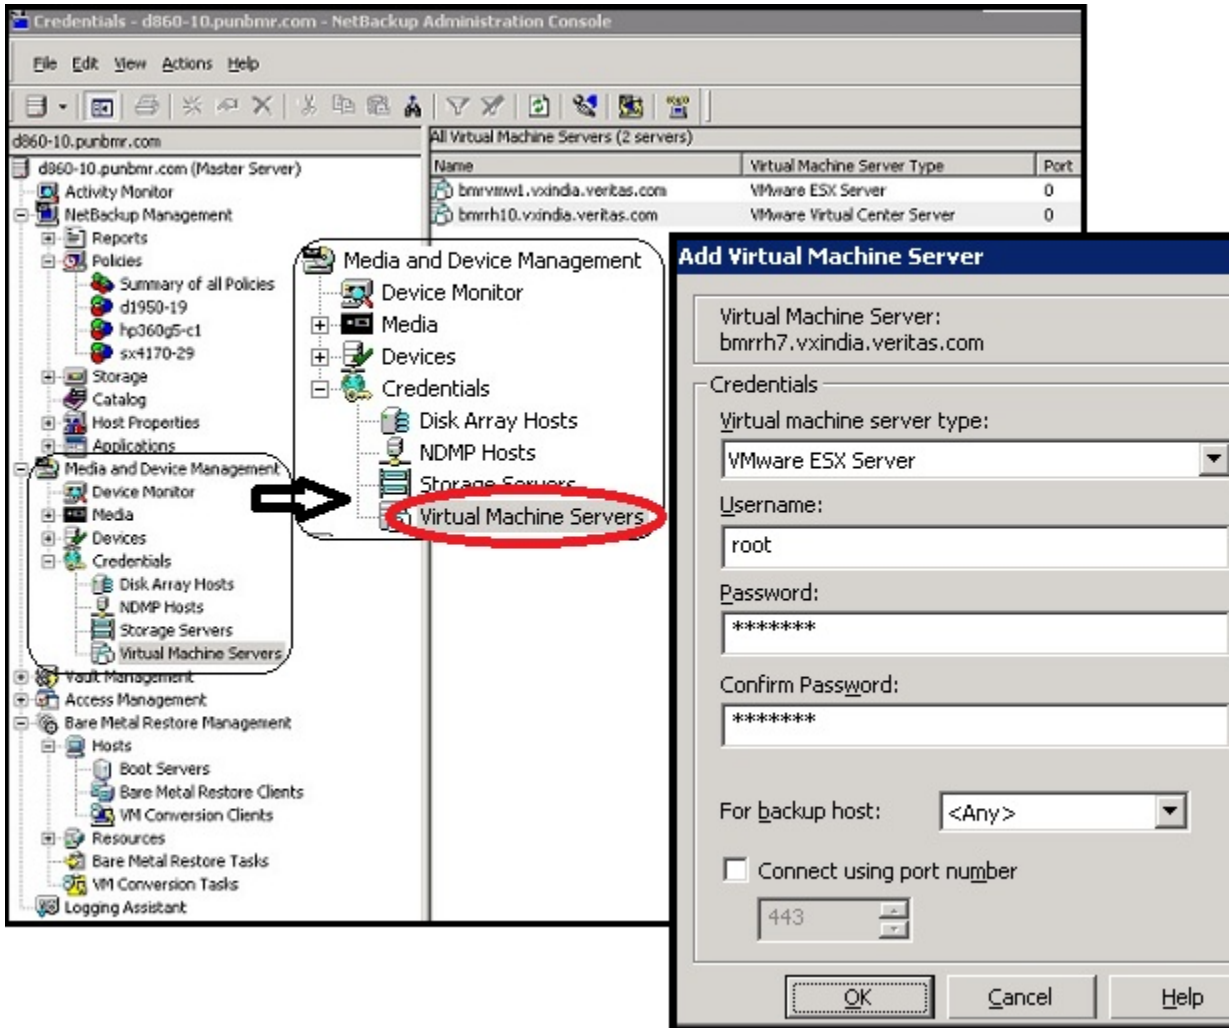 Credentials - d860-10.punbmr.com - NetBackup Administration Console
File Edit View Actions Help
d860-10.punbmr.com
d860-10.punbmr.com (Master Server)
Activity Monitor
NetBackup Management
Reports
Policies
Summary of all Policies
d1950-19
hp360g5-c1
sx4170-29
Storage
Catalog
Host Properties
Applications
Media and Device Management
Device Monitor
Media
Devices
Credentials
Disk Array Hosts
NDMP Hosts
Storage Servers
Virtual Machine Servers
Vault Management
Access Management
Bare Metal Restore Management
Hosts
Boot Servers
Bare Metal Restore Clients
VM Conversion Clients
Resources
Bare Metal Restore Tasks
VM Conversion Tasks
Logging Assistant
All Virtual Machine Servers (2 servers)
Name Virtual Machine Server Type Port
bmrvmw1.vxindia.veritas.com VMware ESX Server 0
bmrrh10.vxindia.veritas.com VMware Virtual Center Server 0
Media and Device Management
Device Monitor
Media
Devices
Credentials
Disk Array Hosts
NDMP Hosts
Storage Servers
Virtual Machine Servers
Add Virtual Machine Server
Virtual Machine Server:
bmrrh7.vxindia.veritas.com
Credentials
Virtual machine server type:
VMware ESX Server
Username:
root
Password:
*******
Confirm Password:
*******
For backup host: <Any>
Connect using port number
443
OK Cancel Help